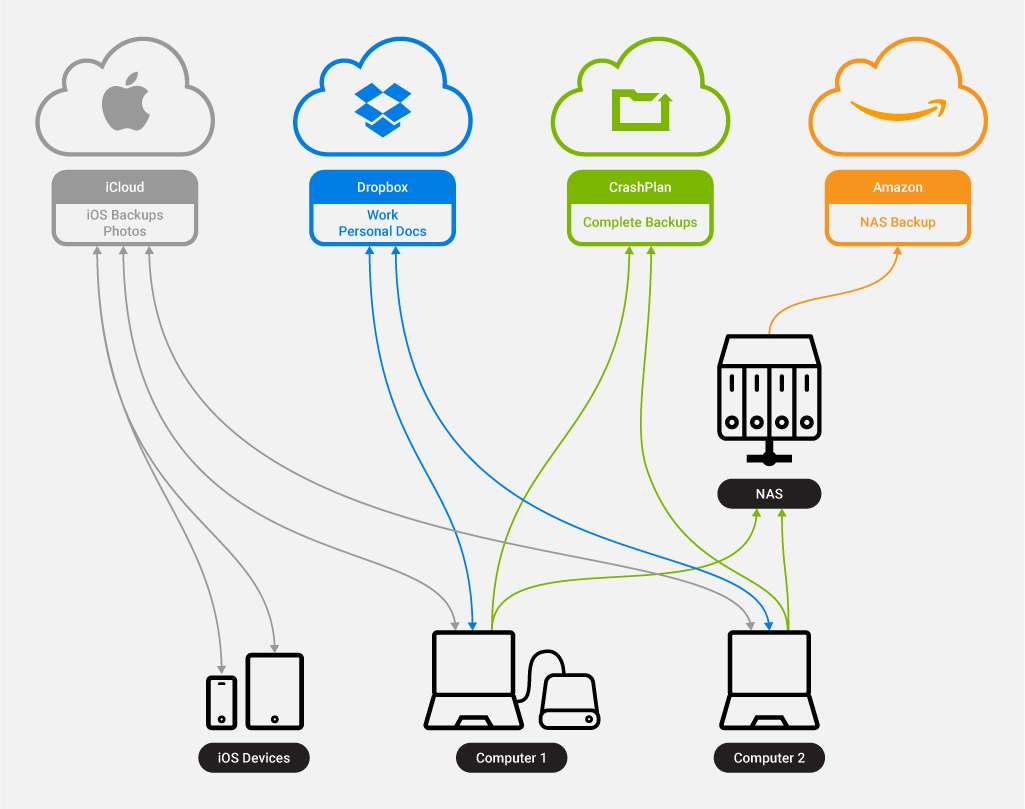 iCloud
iOS Backups
Photos
Dropbox
Work
Personal Docs
CrashPlan
Complete Backups
Amazon
NAS Backup
NAS
iOS Devices
Computer 1
Computer 2